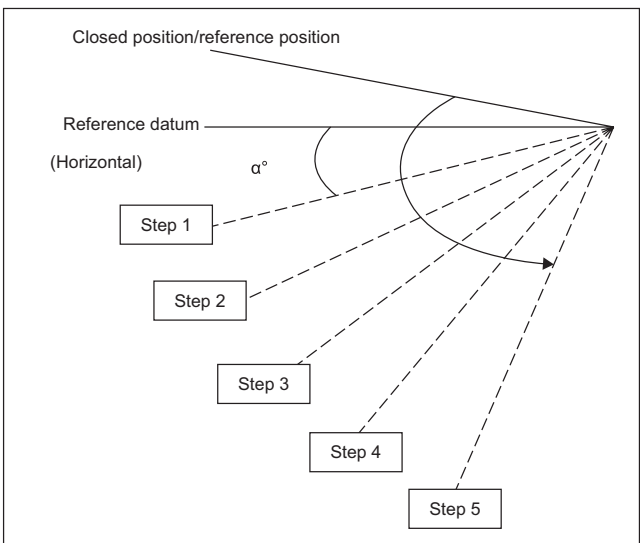 Closed position/reference position
Reference datum
(Horizontal)
α°
Step 1
Step 2
Step 3
Step 4
Step 5